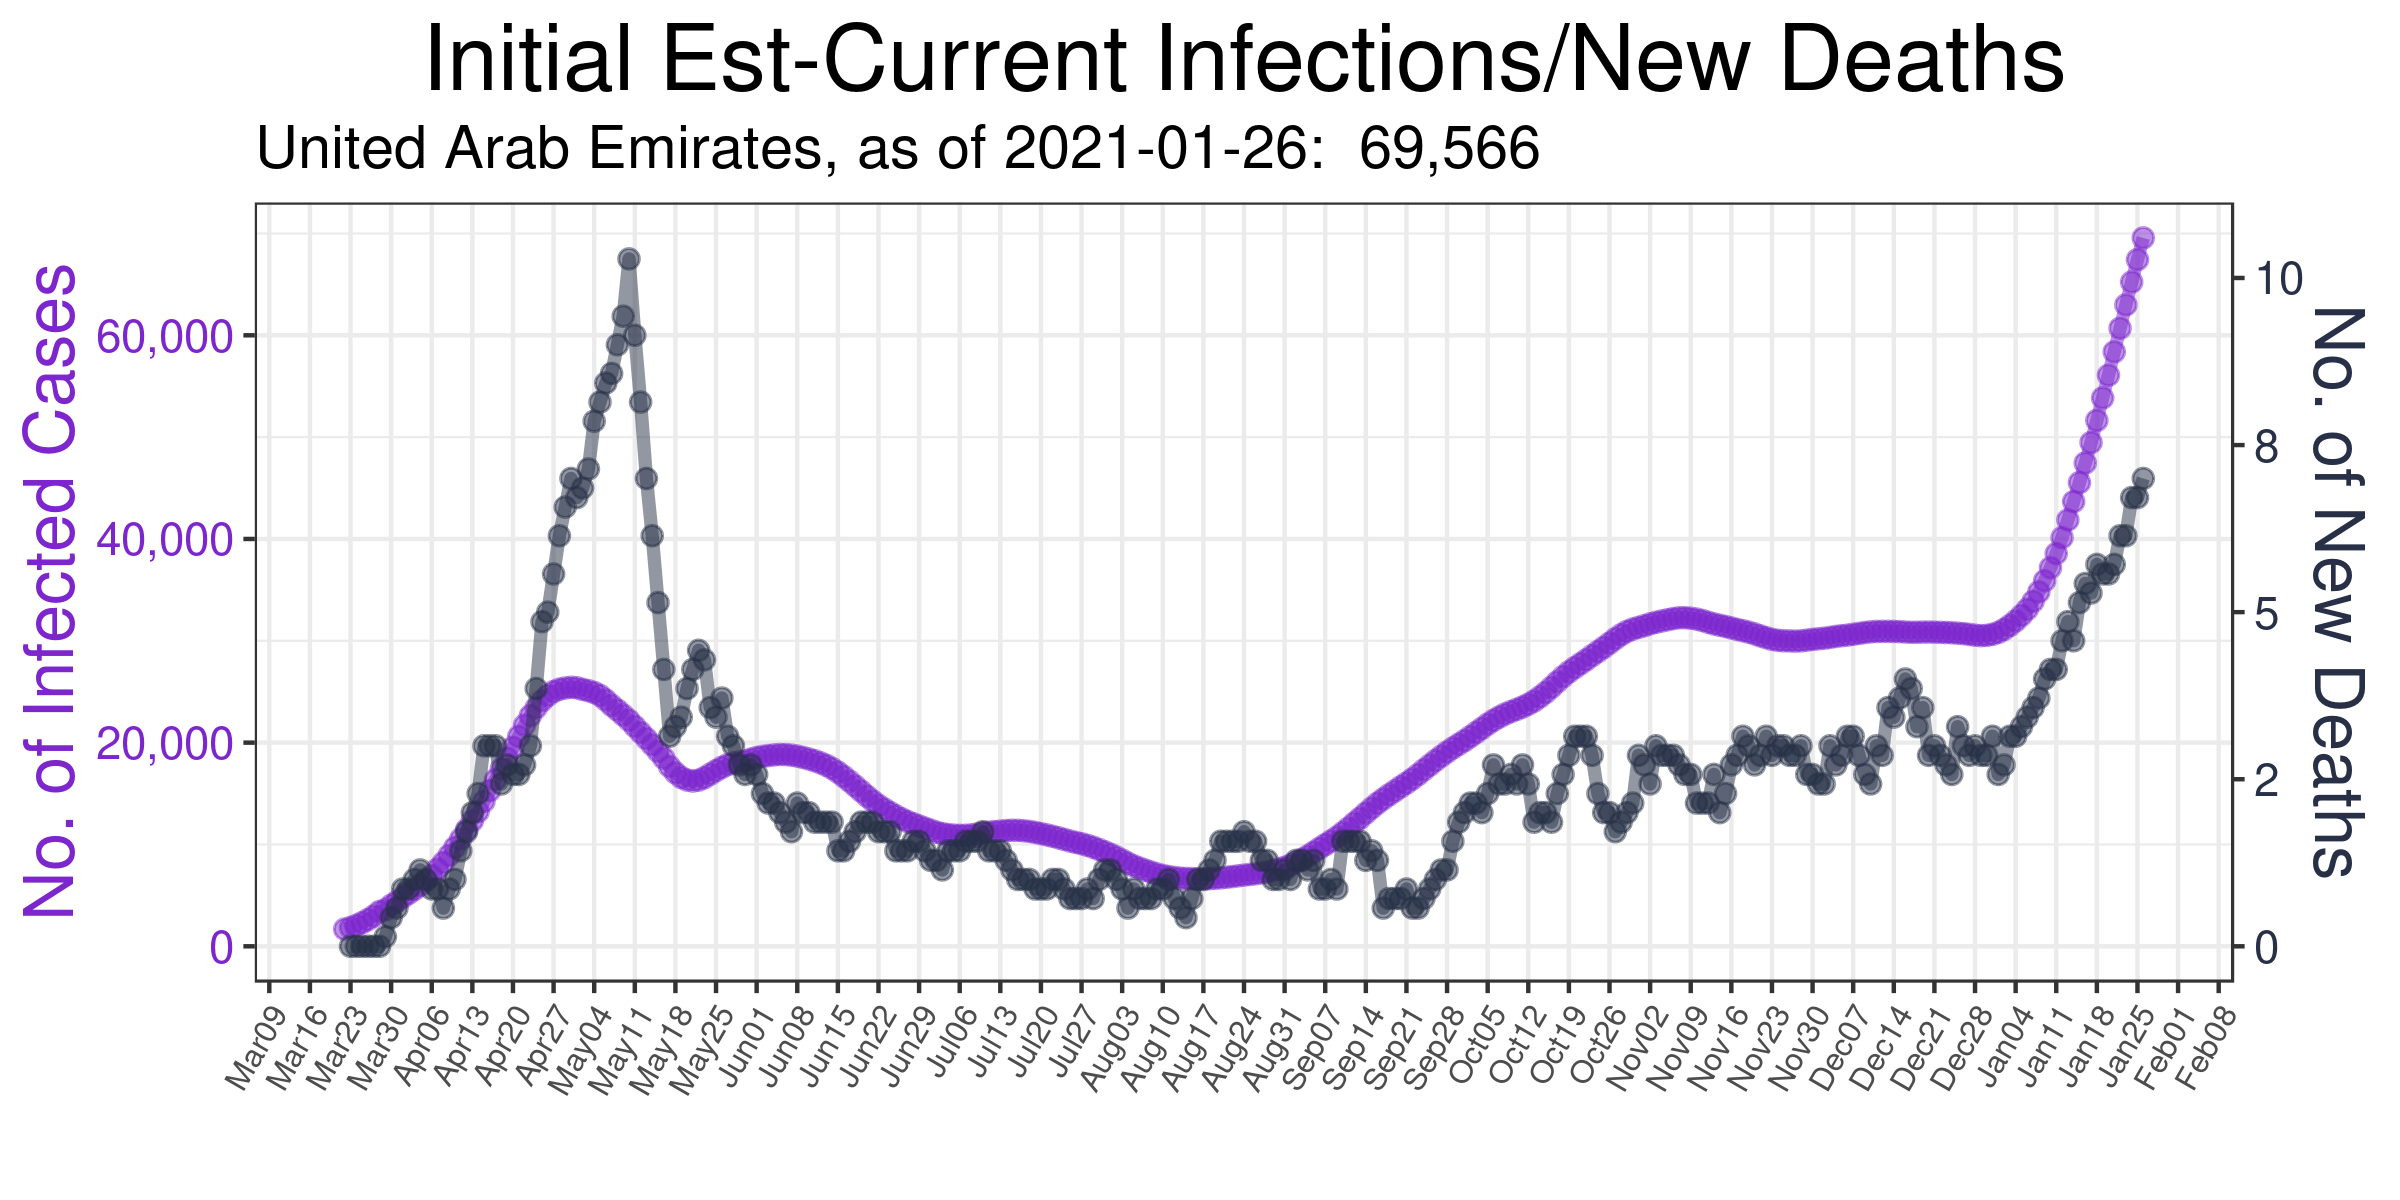 Initial Est-Current Infections/New Deaths
United Arab Emirates, as of 2021-01-26:  69,566
No. of Infected Cases
60,000
40,000
20,000
0
10
8
5
2
0
No. of New Deaths
Mar09 Mar16 Mar23 Mar30 Apr06 Apr13 Apr20 Apr27 May04 May11 May18 May25 Jun01 Jun08 Jun15 Jun22 Jun29 Jul06 Jul13 Jul20 Jul27 Aug03 Aug10 Aug17 Aug24 Aug31 Sep07 Sep14 Sep21 Sep28 Oct05 Oct12 Oct19 Oct26 Nov02 Nov09 Nov16 Nov23 Nov30 Dec07 Dec14 Dec21 Dec28 Jan04 Jan11 Jan18 Jan25 Feb01 Feb08